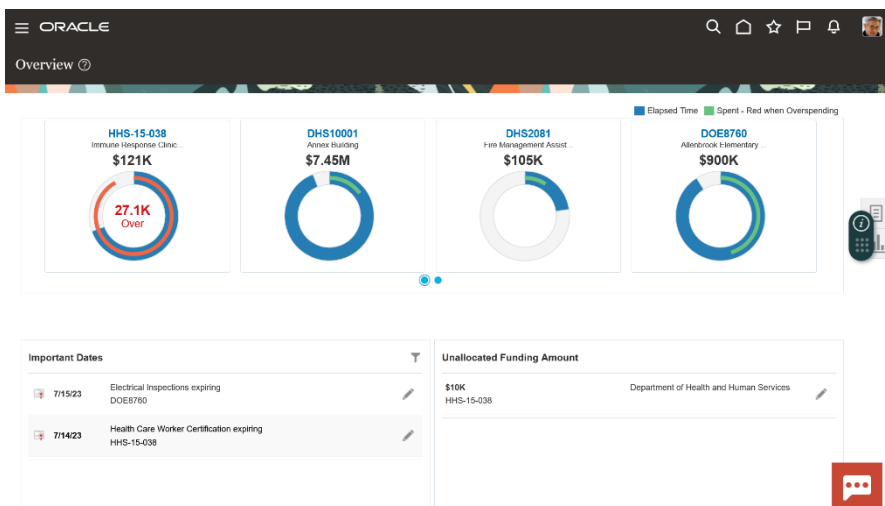 ORACLE
Overview
Elapsed Time Spent - Red when Overspending
HHS-15-038
Immune Response Clinic...
$121K
27.1K
Over
DHS10001
Annex Building
$7.45M
DHS2081
Fire Management Assist...
$105K
DOE8760
Allenbrook Elementary ...
$900K
Important Dates
7/15/23
Electrical Inspections expiring
DOE8760
7/14/23
Health Care Worker Certification expiring
HHS-15-038
Unallocated Funding Amount
$10K
HHS-15-038
Department of Health and Human Services